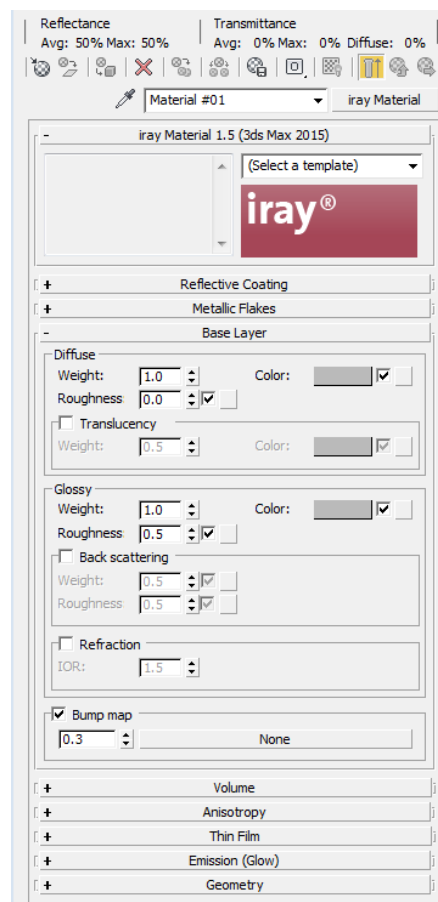 Reflectance Transmittance
Avg: 50% Max: 50% Avg: 0% Max: 0% Diffuse: 0%
Material #01 iray Material
- iray Material 1.5 (3ds Max 2015)
(Select a template)
iray®
+ Reflective Coating
+ Metallic Flakes
- Base Layer
Diffuse
Weight: 1.0 Color:
Roughness 0.0
Translucency
Weight: 0.5 Color:
Glossy
Weight: 1.0 Color:
Roughness 0.5
Back scattering
Weight: 0.5
Roughness 0.5
Refraction
IOR: 1.5
Bump map
0.3 None
+ Volume
+ Anisotropy
+ Thin Film
+ Emission (Glow)
+ Geometry